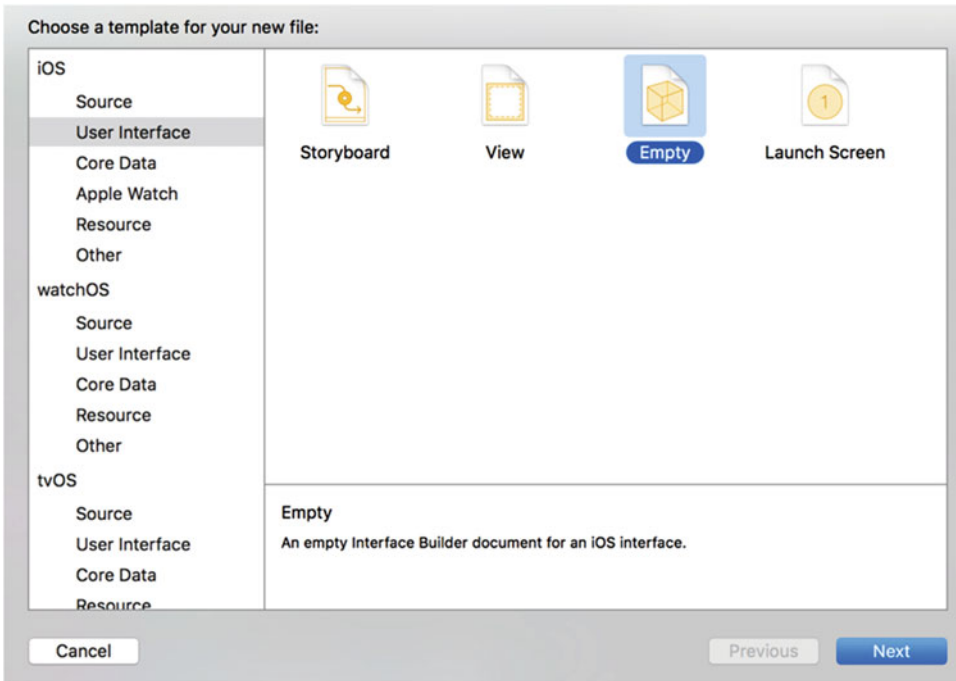 Choose a template for your new file:
iOS
Source
User Interface
Core Data
Apple Watch
Resource
Other
watchOS
Source
User Interface
Core Data
Resource
Other
tvOS
Source
User Interface
Core Data
Resource
Storyboard
View
Empty
1
Launch Screen
Empty
An empty Interface Builder document for an iOS interface.
Cancel
Previous
Next